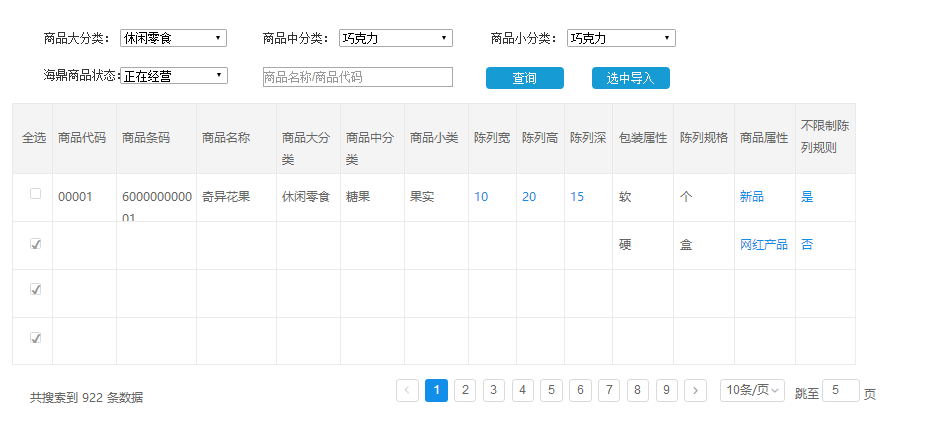 商品大分类： 休闲零食 商品中分类： 巧克力 商品小分类： 巧克力
海鼎商品状态: 正在经营 商品名称/商品代码 查询 选中导入
全选 商品代码 商品条码 商品名称 商品大分类 商品中分类 商品小类 陈列宽 陈列高 陈列深 包装属性 陈列规格 商品属性 不限制陈列规则
00001 600000000001 奇异花果 休闲零食 糖果 果实 10 20 15 软 个 新品 是
硬 盒 网红产品 否
共搜索到 922 条数据 1 2 3 4 5 6 7 8 9 10条/页 跳至 5 页